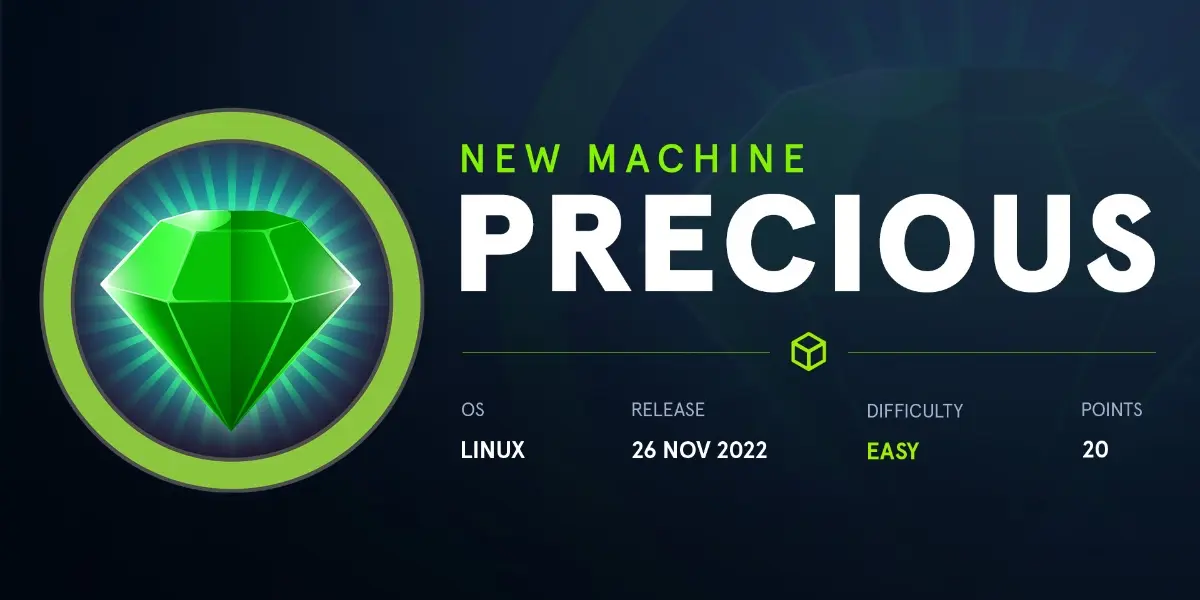 NEW MACHINE
PRECIOUS
OS RELEASE DIFFICULTY POINTS
LINUX 26 NOV 2022 EASY 20